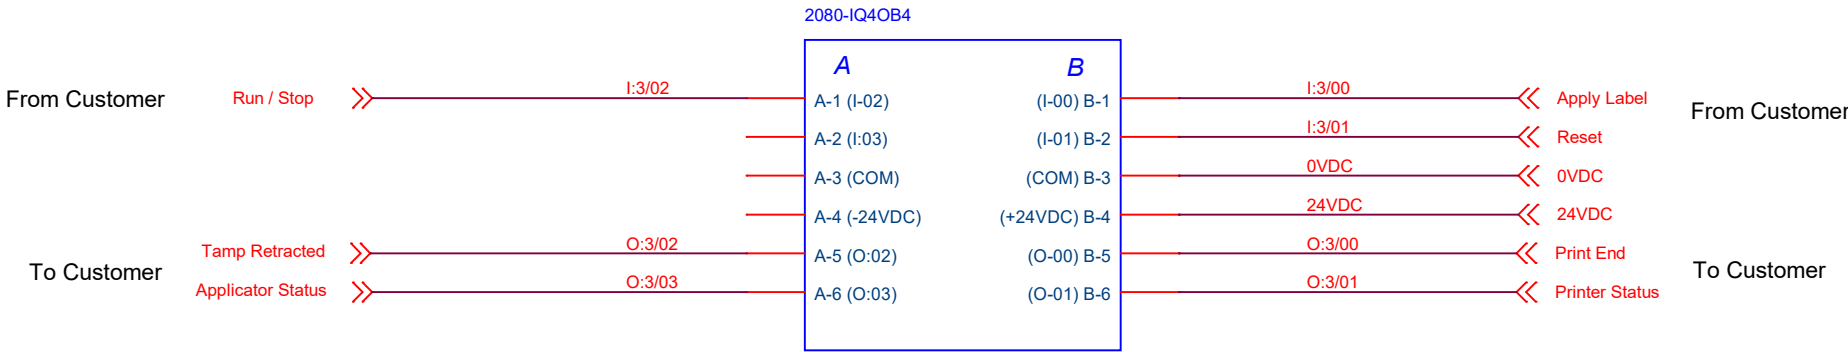 2080-IQ4OB4
A B
From Customer Run / Stop I:3/02 A-1 (I-02) (I-00) B-1 I:3/00 Apply Label From Customer
A-2 (I:03) (I-01) B-2 I:3/01 Reset
A-3 (COM) (COM) B-3 0VDC 0VDC
A-4 (-24VDC) (+24VDC) B-4 24VDC 24VDC
To Customer Tamp Retracted O:3/02 A-5 (O:02) (O-00) B-5 O:3/00 Print End To Customer
Applicator Status O:3/03 A-6 (O:03) (O-01) B-6 O:3/01 Printer Status